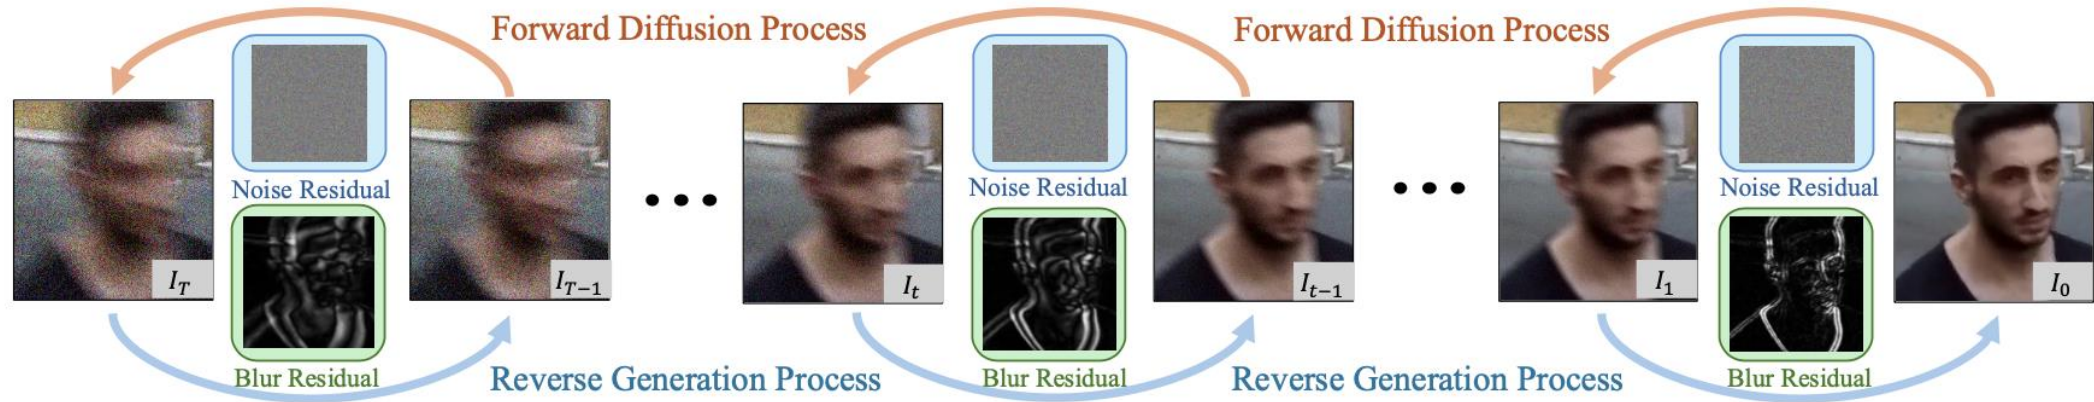 Forward Diffusion Process
Forward Diffusion Process
Noise Residual
Noise Residual
Noise Residual
I_T
I_{T-1}
I_t
I_{t-1}
I_1
I_0
Blur Residual
Blur Residual
Blur Residual
Reverse Generation Process
Reverse Generation Process